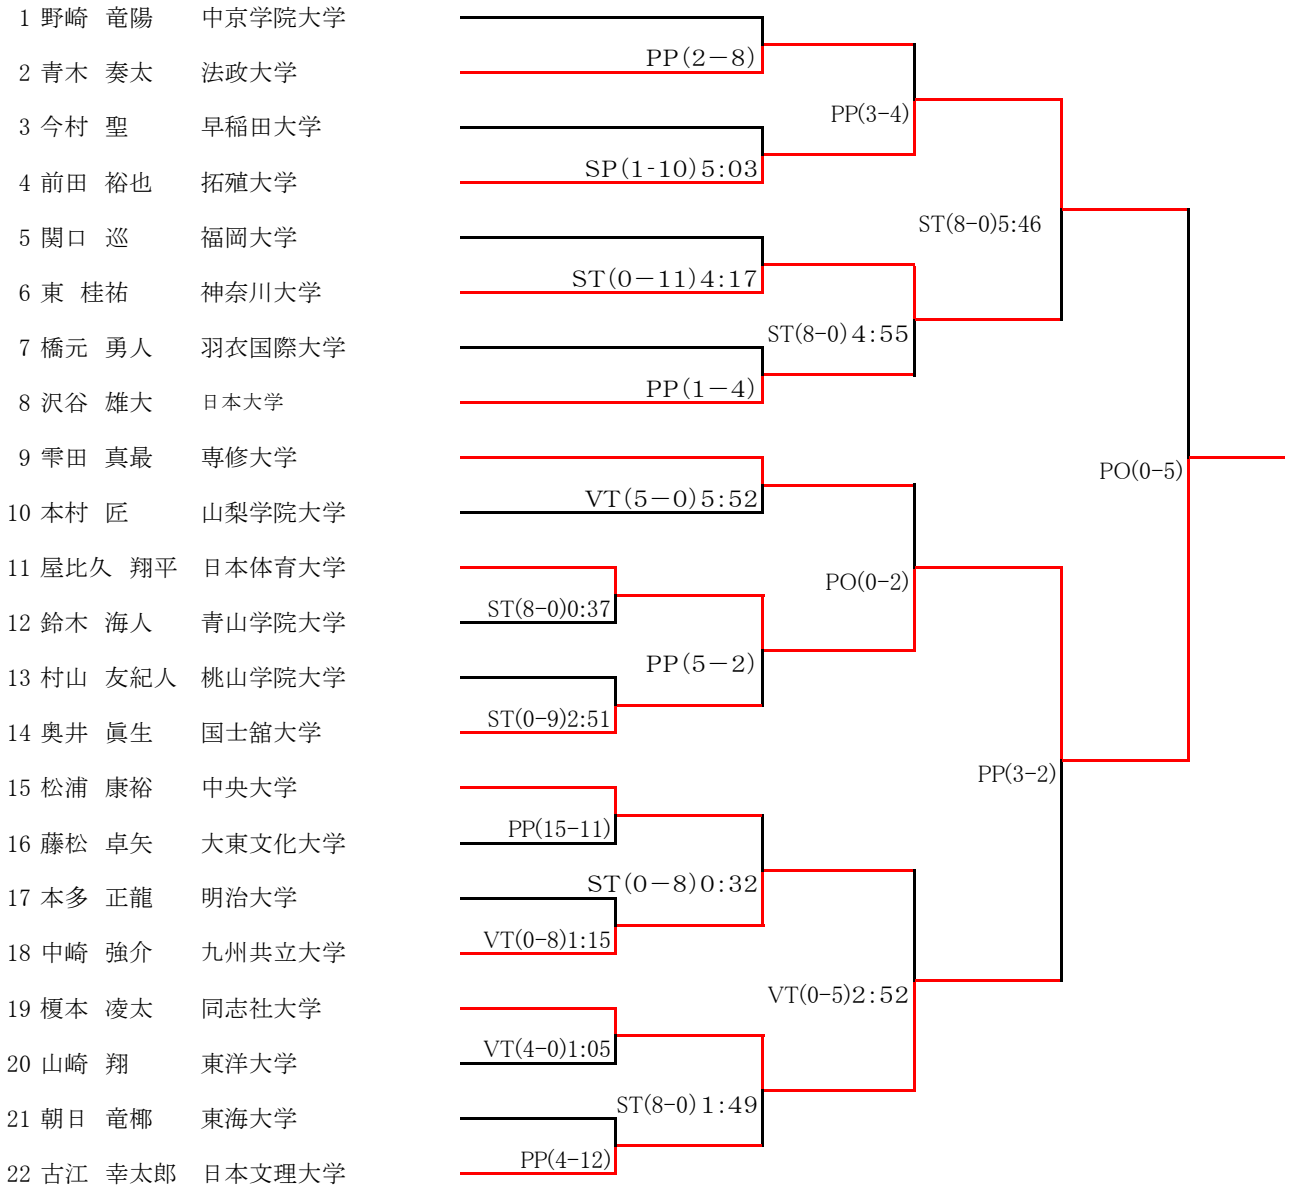 1 野崎 竜陽 中京学院大学
PP(2－8)
2 青木 奏太 法政大学
PP(3-4)
3 今村 聖 早稲田大学
SP(1-10)5:03
4 前田 裕也 拓殖大学
ST(8-0)5:46
5 関口 巡 福岡大学
ST(0－11)4:17
6 東 桂祐 神奈川大学
ST(8-0)4:55
7 橋元 勇人 羽衣国際大学
PP(1－4)
8 沢谷 雄大 日本大学
9 雫田 真最 専修大学
PO(0-5)
VT(5－0)5:52
10 本村 匠 山梨学院大学
11 屋比久 翔平 日本体育大学
PO(0-2)
ST(8-0)0:37
12 鈴木 海人 青山学院大学
PP(5－2)
13 村山 友紀人 桃山学院大学
ST(0-9)2:51
14 奥井 眞生 国士舘大学
PP(3-2)
15 松浦 康裕 中央大学
PP(15-11)
16 藤松 卓矢 大東文化大学
ST(0－8)0:32
17 本多 正龍 明治大学
VT(0-8)1:15
18 中崎 強介 九州共立大学
VT(0-5)2:52
19 榎本 凌太 同志社大学
VT(4-0)1:05
20 山崎 翔 東洋大学
ST(8-0)1:49
21 朝日 竜椰 東海大学
PP(4-12)
22 古江 幸太郎 日本文理大学